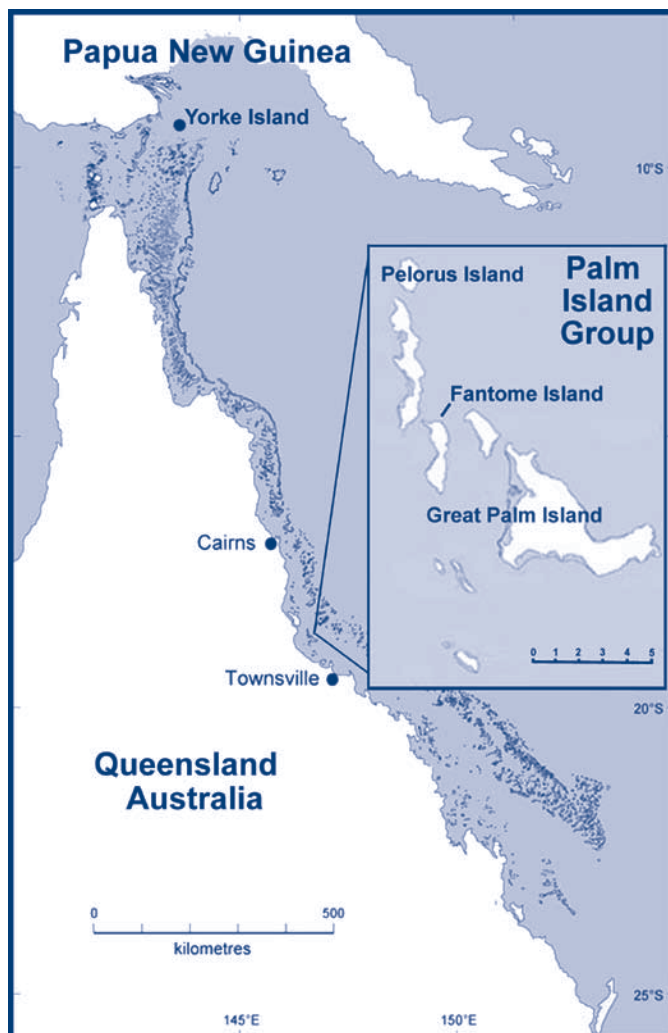 Papua New Guinea
Yorke Island
10°S
Pelorus Island
Palm
Island
Group
Fantome Island
Great Palm Island
Cairns
0 1 2 3 4 5
Townsville
20°S
Queensland
Australia
0 500
kilometres
25°S
145°E 150°E